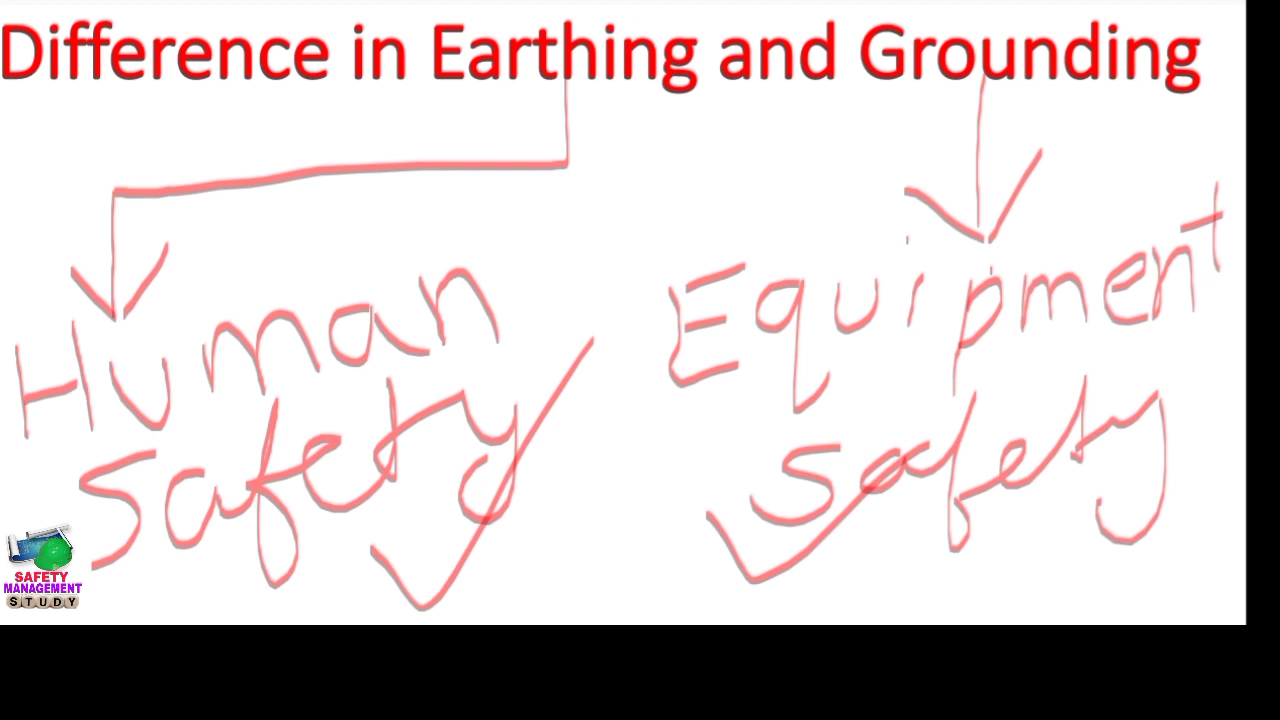 Difference in Earthing and Grounding
Human
Safety
Equipment
Safety
SAFETY
MANAGEMENT
STUDY